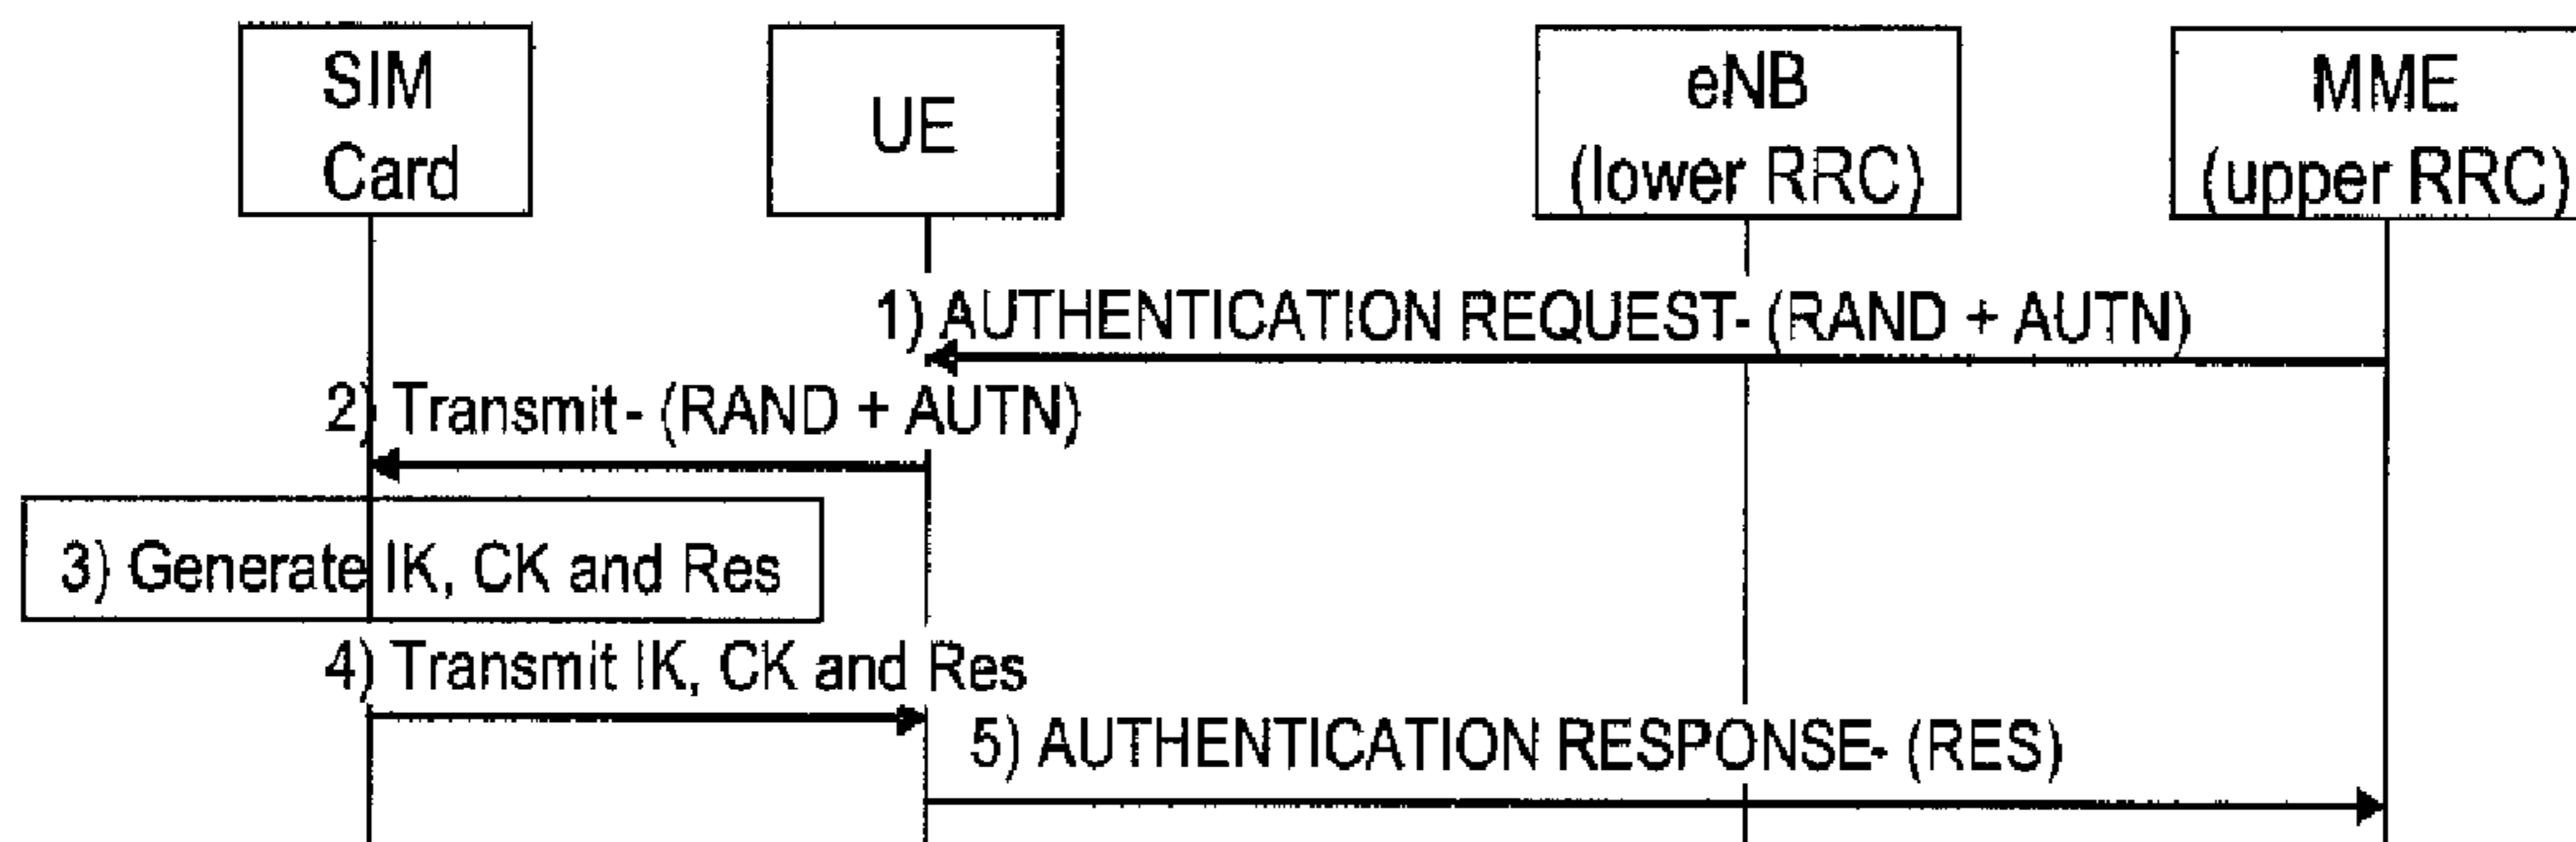 SIM
Card
UE
eNB
(lower RRC)
MME
(upper RRC)
1) AUTHENTICATION REQUEST- (RAND + AUTN)
2) Transmit- (RAND + AUTN)
3) Generate IK, CK and Res
4) Transmit IK, CK and Res
5) AUTHENTICATION RESPONSE- (RES)